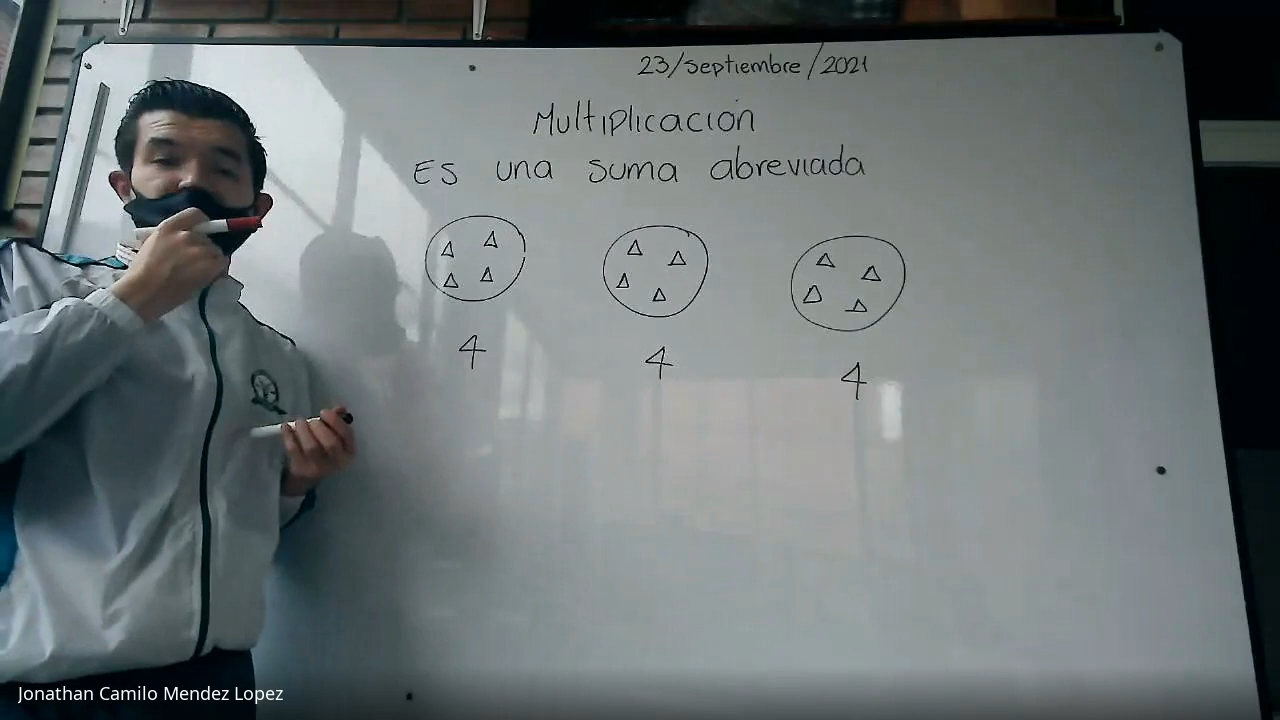 23/Septiembre/2021
Multiplicación
Es una suma abreviada
4 4 4
Jonathan Camilo Mendez Lopez